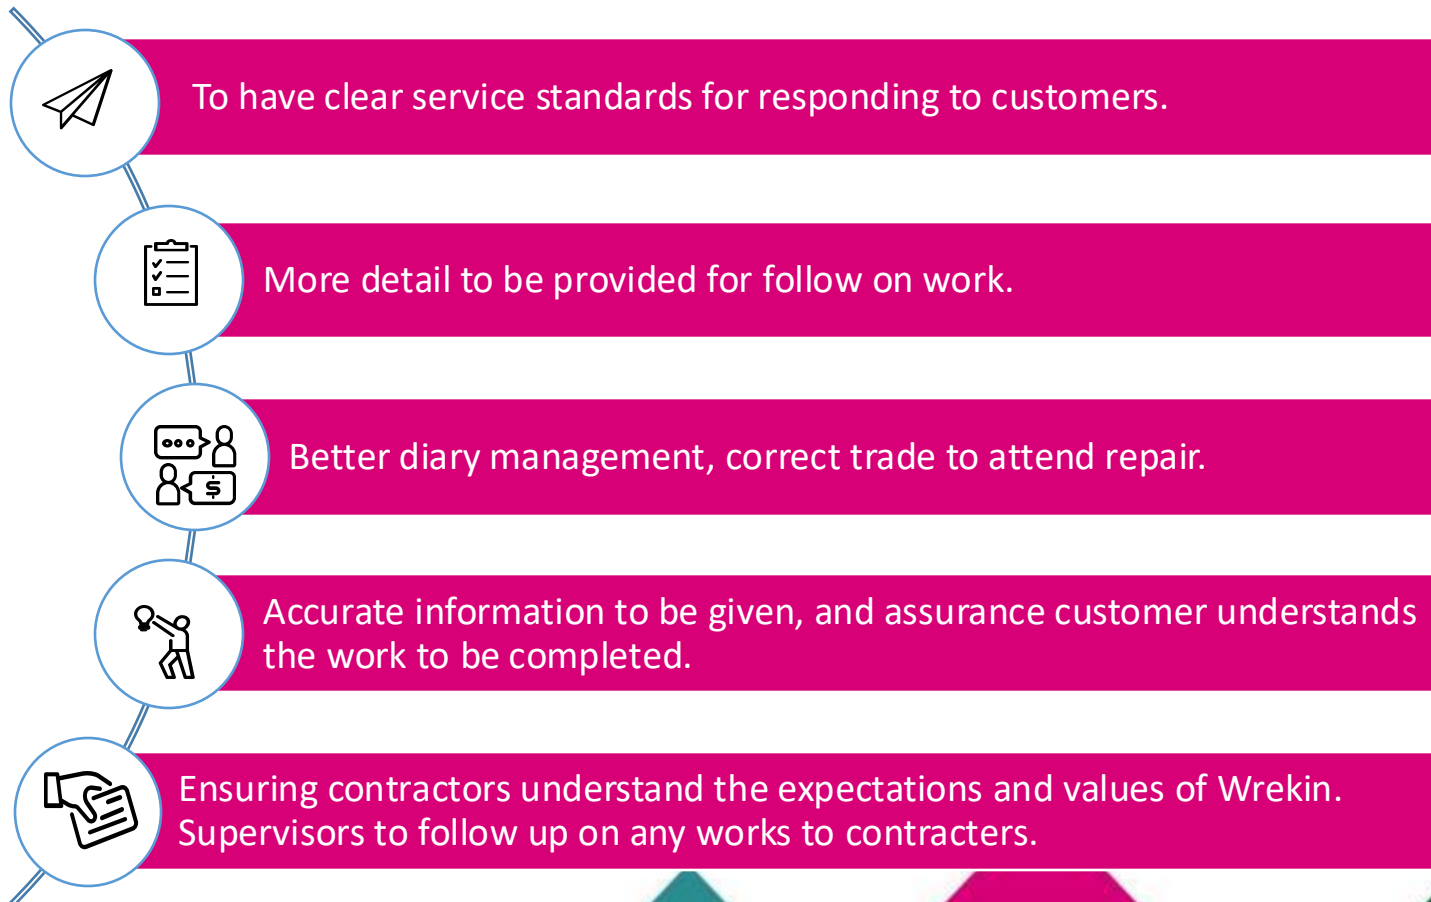 To have clear service standards for responding to customers.
More detail to be provided for follow on work.
Better diary management, correct trade to attend repair.
Accurate information to be given, and assurance customer understands
the work to be completed.
Ensuring contractors understand the expectations and values of Wrekin.
Supervisors to follow up on any works to contracters.